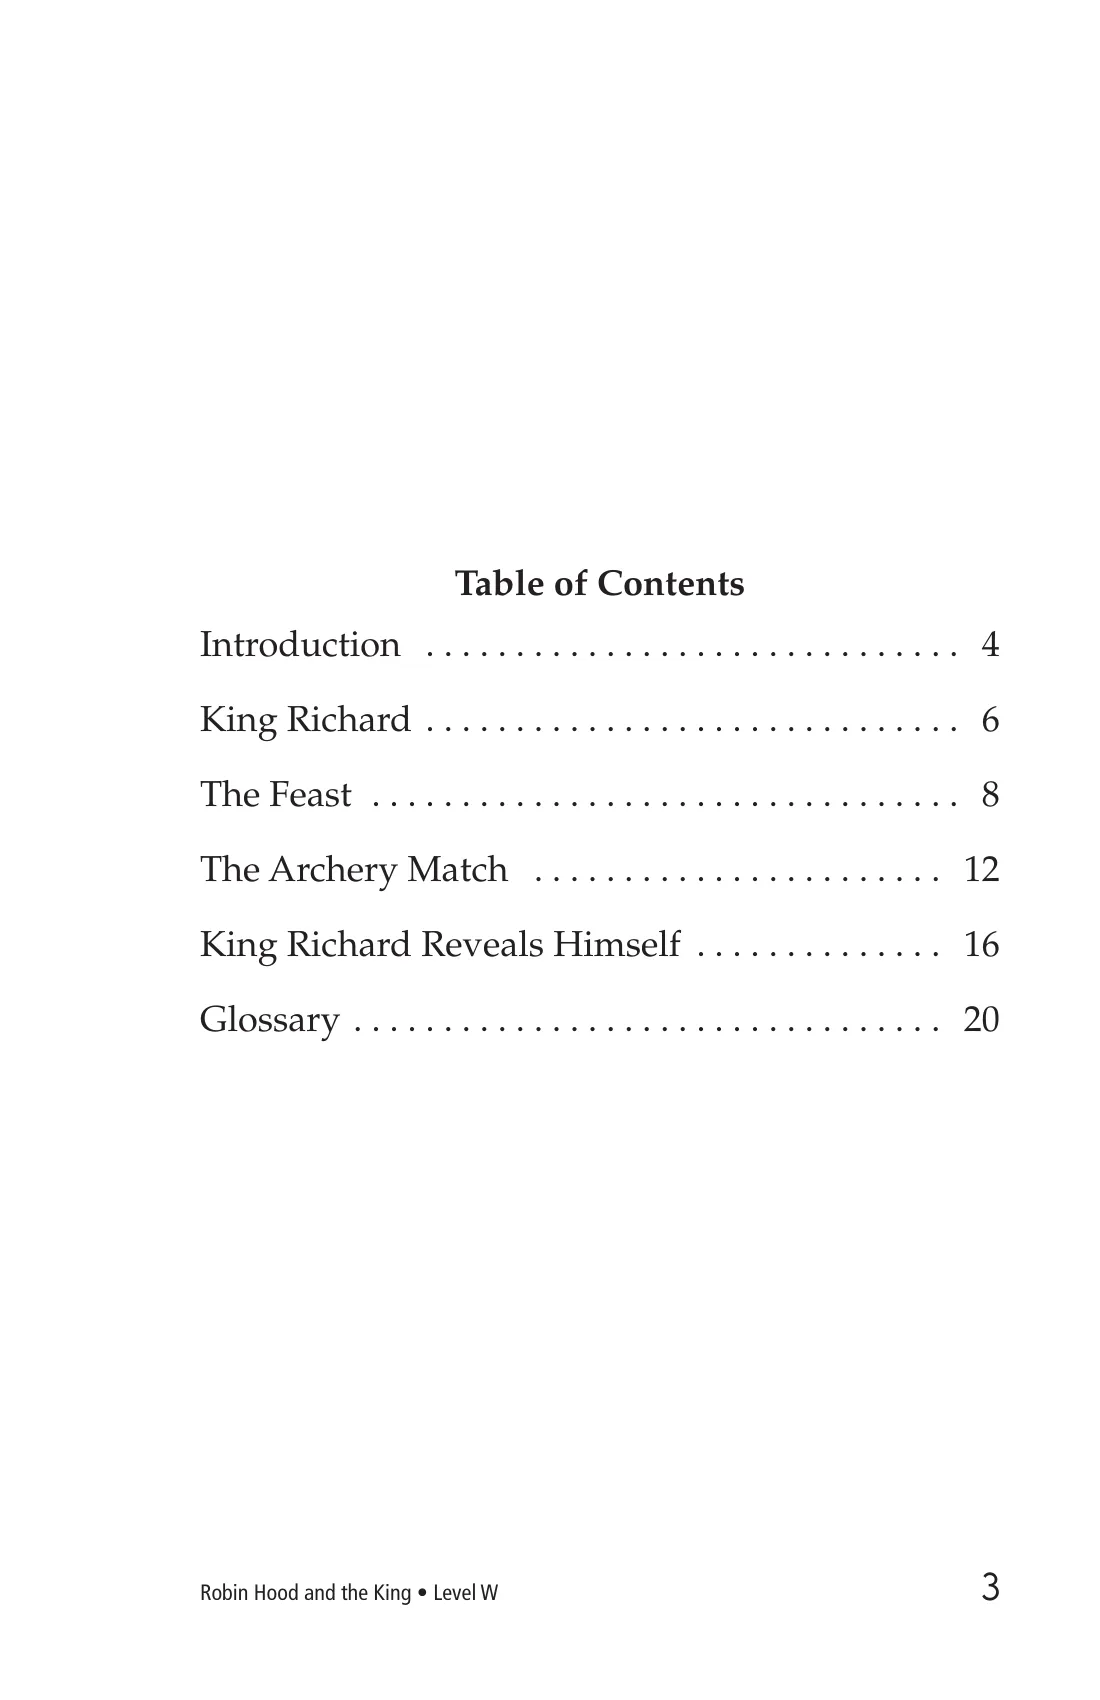 Table of Contents
Introduction . . . . . . . . . . . . . . . . . . . . . . . . . . . . . . 4
King Richard . . . . . . . . . . . . . . . . . . . . . . . . . . . . . . 6
The Feast . . . . . . . . . . . . . . . . . . . . . . . . . . . . . . . . . 8
The Archery Match . . . . . . . . . . . . . . . . . . . . . . . 12
King Richard Reveals Himself . . . . . . . . . . . . . . 16
Glossary . . . . . . . . . . . . . . . . . . . . . . . . . . . . . . . . . 20
Robin Hood and the King • Level W 3